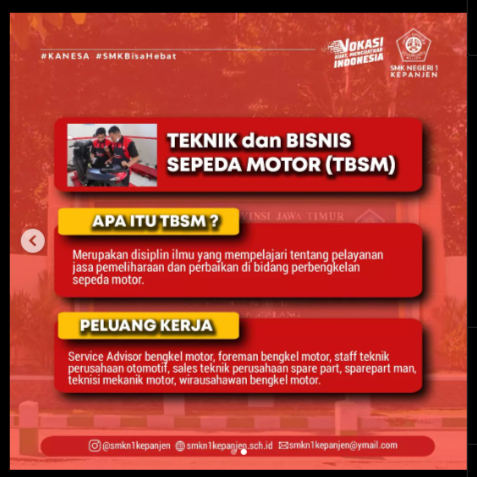 #KANESA #SMKBisaHebat
VOKASI
INDONESIA
SMK NEGERI 1
KEPANJEN
TEKNIK dan BISNIS
SEPEDA MOTOR (TBSM)
APA ITU TBSM ?
VINSI JAWA TIMUR
Merupakan disiplin ilmu yang mempelajari tentang pelayanan
jasa pemeliharaan dan perbaikan di bidang perbengkelan
sepeda motor.
PELUANG KERJA
Service Advisor bengkel motor, foreman bengkel motor, staff teknik
perusahaan otomotif, sales teknik perusahaan spare part, sparepart man,
teknisi mekanik motor, wirausahawan bengkel motor.
@smkn1kepanjen smkn1kepanjen.sch.id smkn1kepanjen@ymail.com